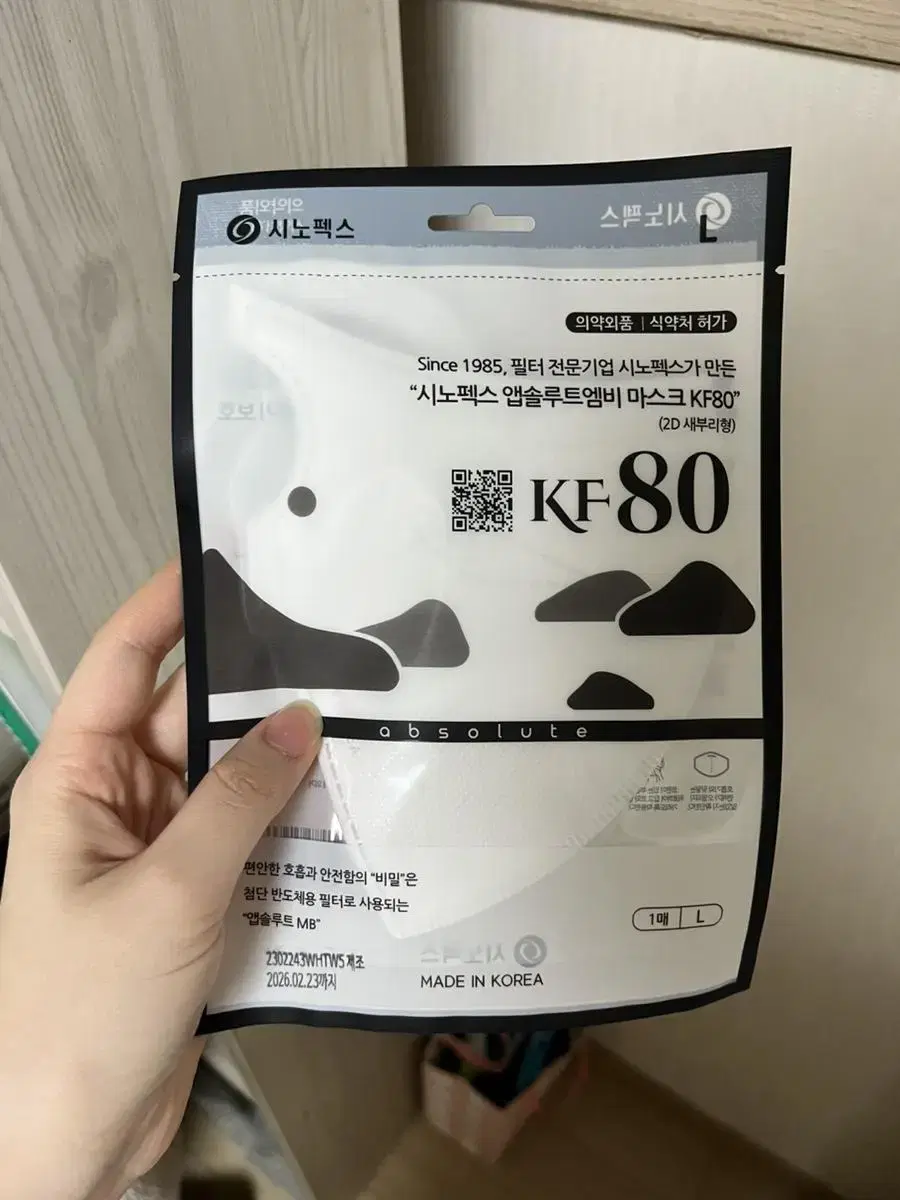 시노펙스
L
의약외품 | 식약처 허가
Since 1985, 필터 전문기업 시노펙스가 만든
“시노펙스 앱솔루트엠비 마스크 KF80”
(2D 새부리형)
KF80
absolute
편안한 호흡과 안전함의 “비밀”은
첨단 반도체용 필터로 사용되는
“앱솔루트 MB”
1매 | L
2302243WHTW5 제조
2026.02.23까지
MADE IN KOREA